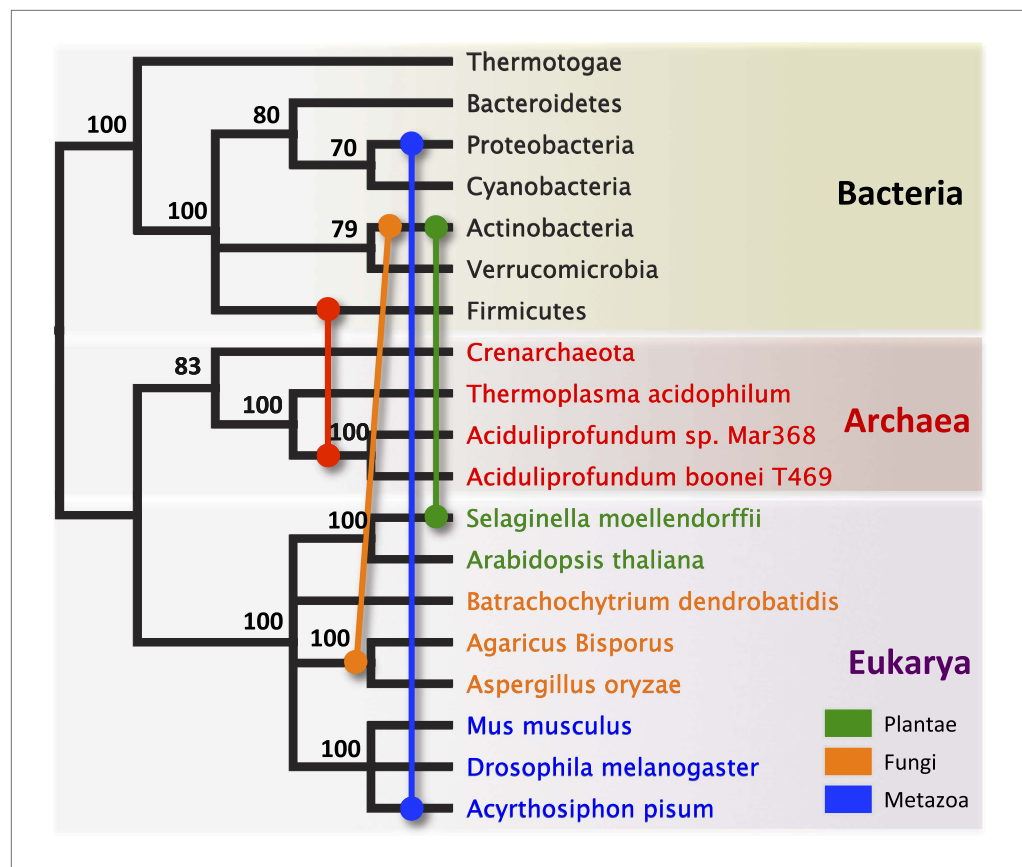 Thermotogae
100
Bacteroidetes
80
Proteobacteria
70
Cyanobacteria
Bacteria
100
Actinobacteria
79
Verrucomicrobia
Firmicutes
Crenarchaeota
83
Thermoplasma acidophilum
100
Aciduliprofundum sp. Mar368
100
Archaea
Aciduliprofundum boonei T469
Selaginella moellendorffii
100
Arabidopsis thaliana
Batrachochytrium dendrobatidis
100
Agaricus Bisporus
100
Aspergillus oryzae
Eukarya
Mus musculus
Plantae
100
Drosophila melanogaster
Fungi
Acyrthosiphon pisum
Metazoa